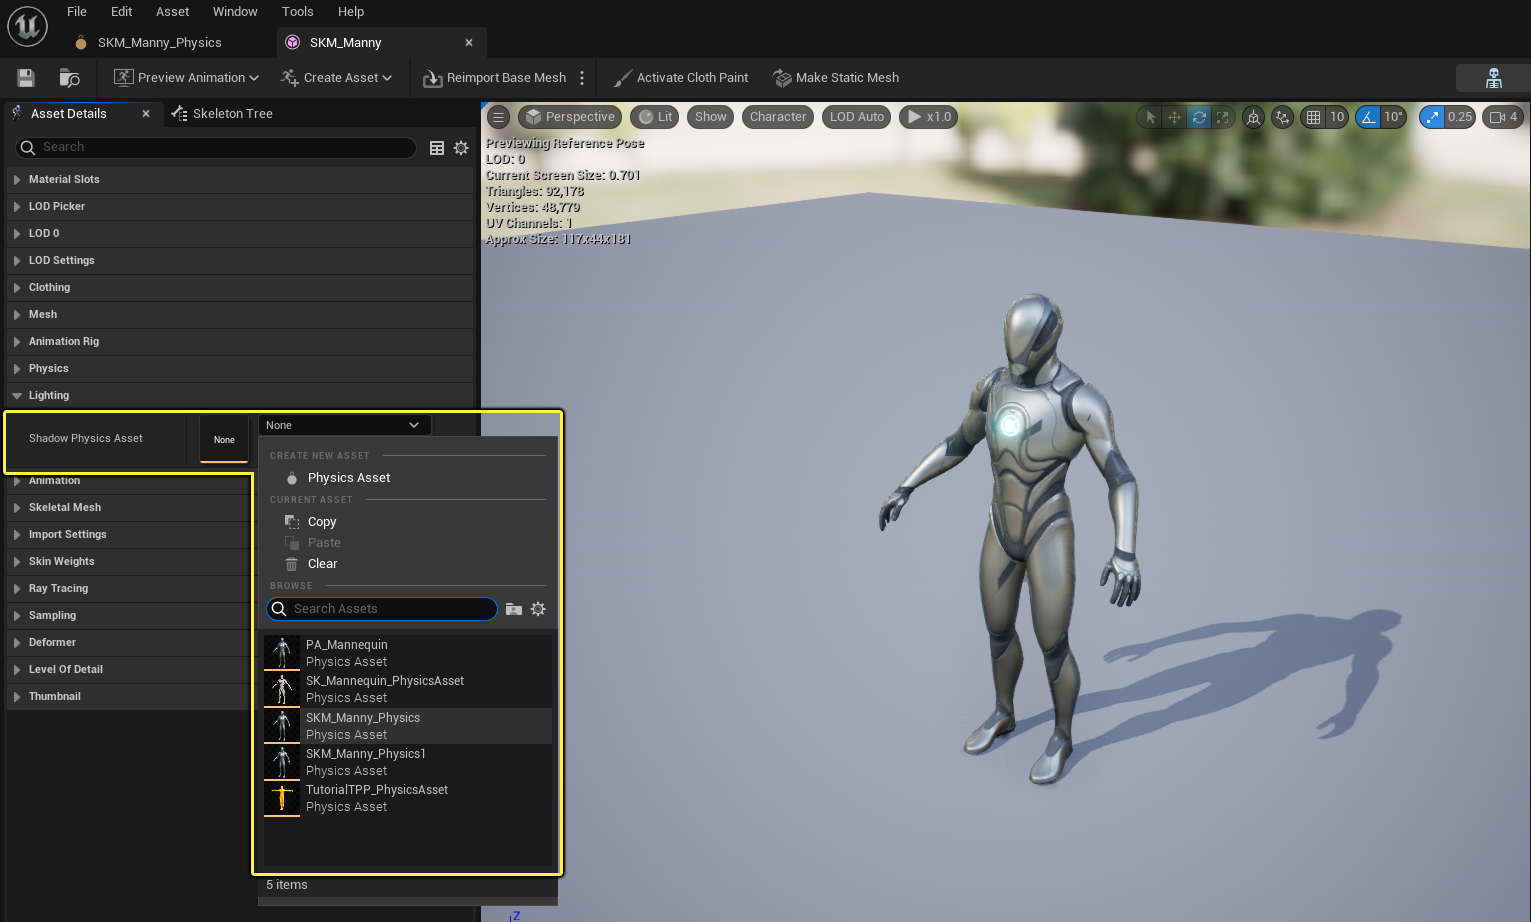 File Edit Asset Window Tools Help
SKM_Manny_Physics SKM_Manny
Preview Animation Create Asset Reimport Base Mesh Activate Cloth Paint Make Static Mesh
Asset Details Skeleton Tree
Search
Material Slots
LOD Picker
LOD 0
LOD Settings
Clothing
Mesh
Animation Rig
Physics
Lighting
Shadow Physics Asset None None
Animation
Skeletal Mesh
Import Settings
Skin Weights
Ray Tracing
Sampling
Deformer
Level Of Detail
Thumbnail
CREATE NEW ASSET
Physics Asset
CURRENT ASSET
Copy
Paste
Clear
BROWSE
Search Assets
PA_Mannequin
Physics Asset
SK_Mannequin_PhysicsAsset
Physics Asset
SKM_Manny_Physics
Physics Asset
SKM_Manny_Physics1
Physics Asset
TutorialTPP_PhysicsAsset
Physics Asset
5 items
Perspective Lit Show Character LOD Auto x1.0 10 10° 0.25 4
Previewing Reference Pose
LOD: 0
Current Screen Size: 0.701
Triangles: 92,178
Vertices: 48,779
UV Channels: 1
Approx Size: 117x44x181
Z